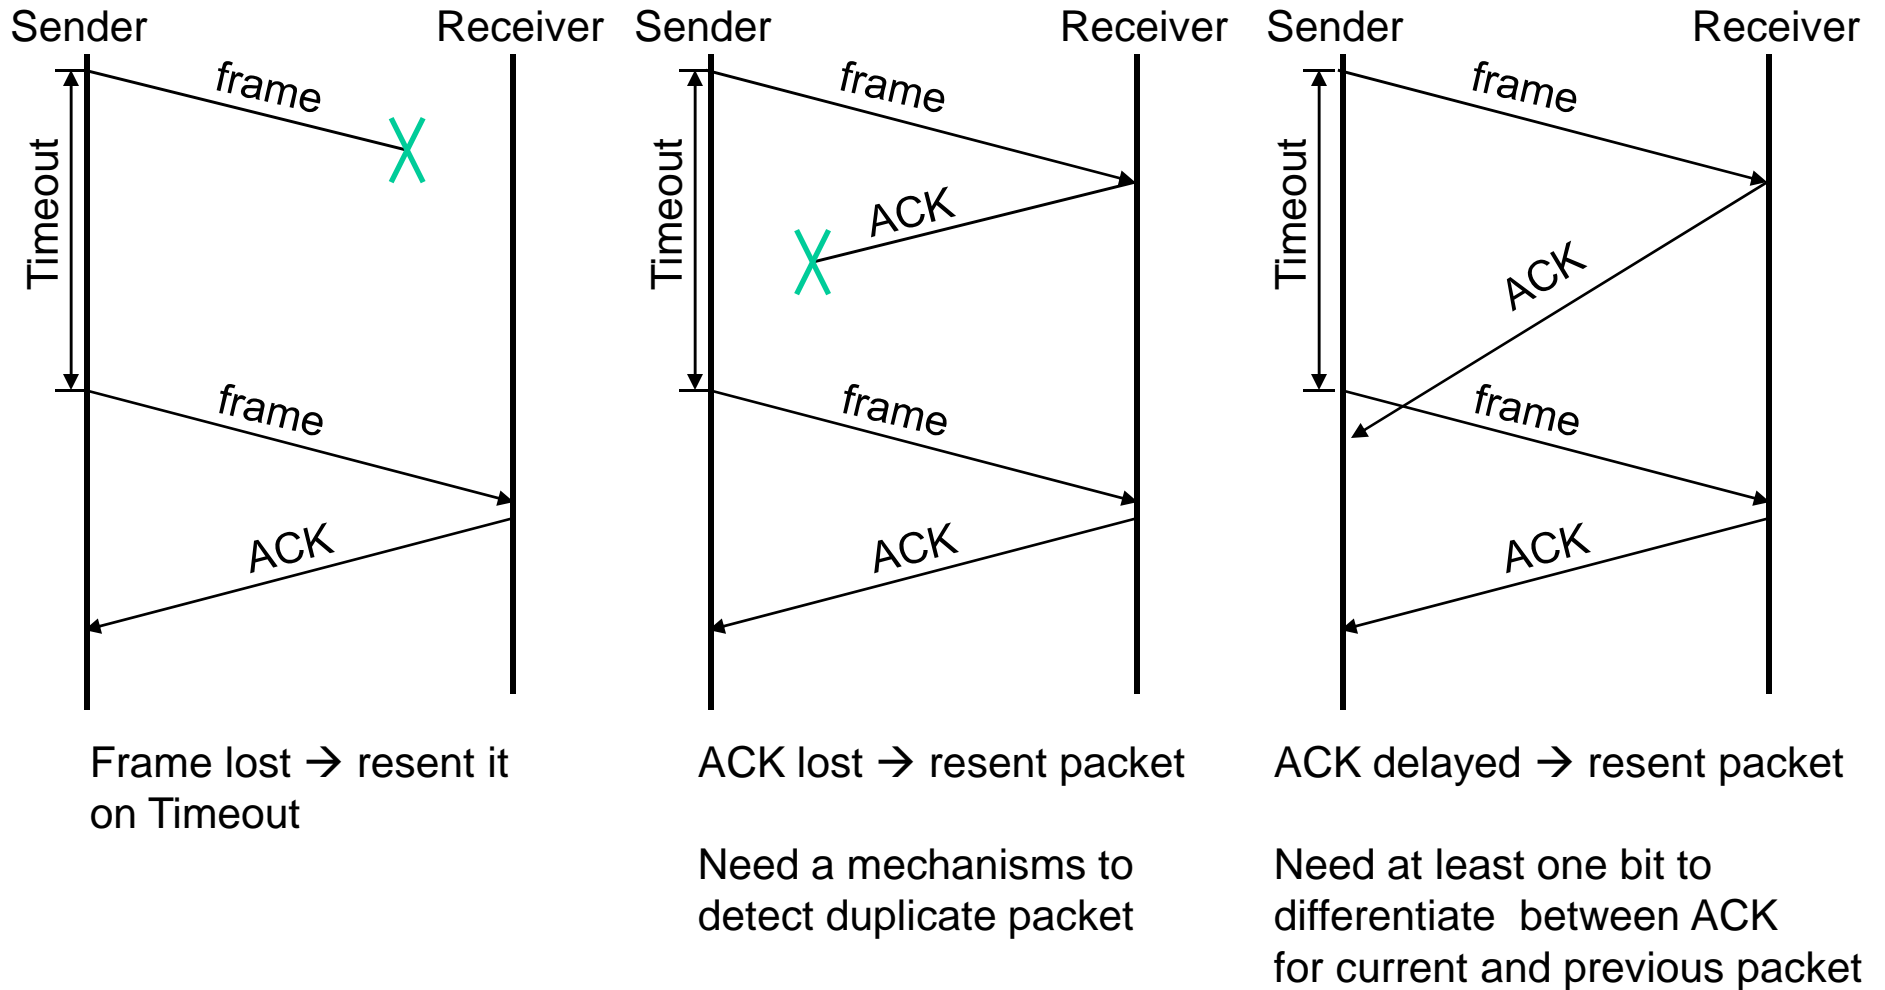 Sender Receiver
frame
Timeout
frame
ACK
Frame lost → resent it
on Timeout
Sender Receiver
frame
Timeout
ACK
frame
ACK
ACK lost → resent packet
Need a mechanisms to
detect duplicate packet
Sender Receiver
frame
Timeout
ACK
frame
ACK
ACK delayed → resent packet
Need at least one bit to
differentiate between ACK
for current and previous packet